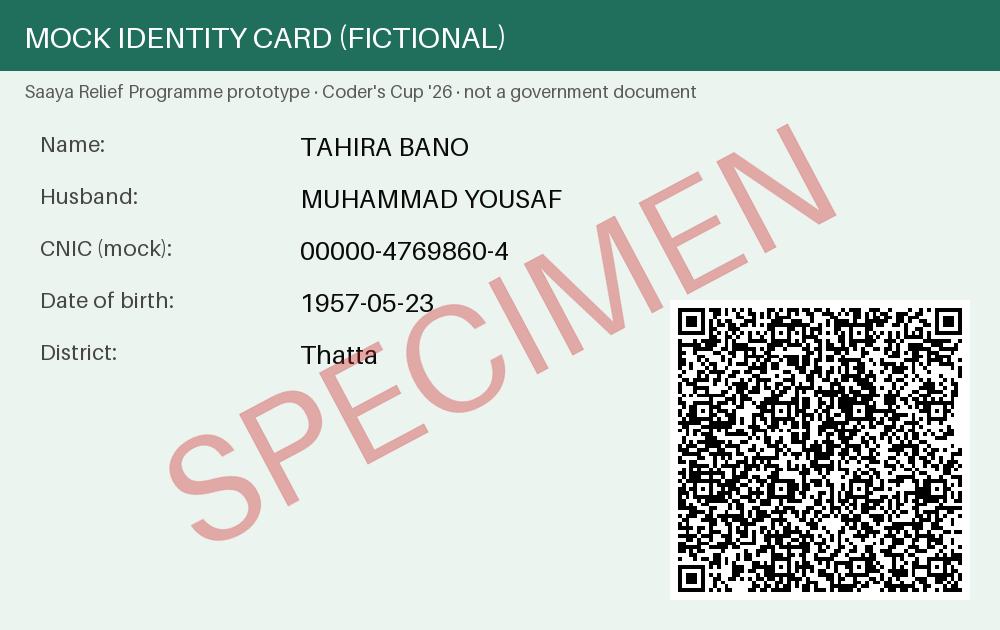 MOCK IDENTITY CARD (FICTIONAL)
Saaya Relief Programme prototype · Coder's Cup '26 · not a government document
Name: TAHIRA BANO
Husband: MUHAMMAD YOUSAF
CNIC (mock): 00000-4769860-4
Date of birth: 1957-05-23
District: Thatta
SPECIMEN